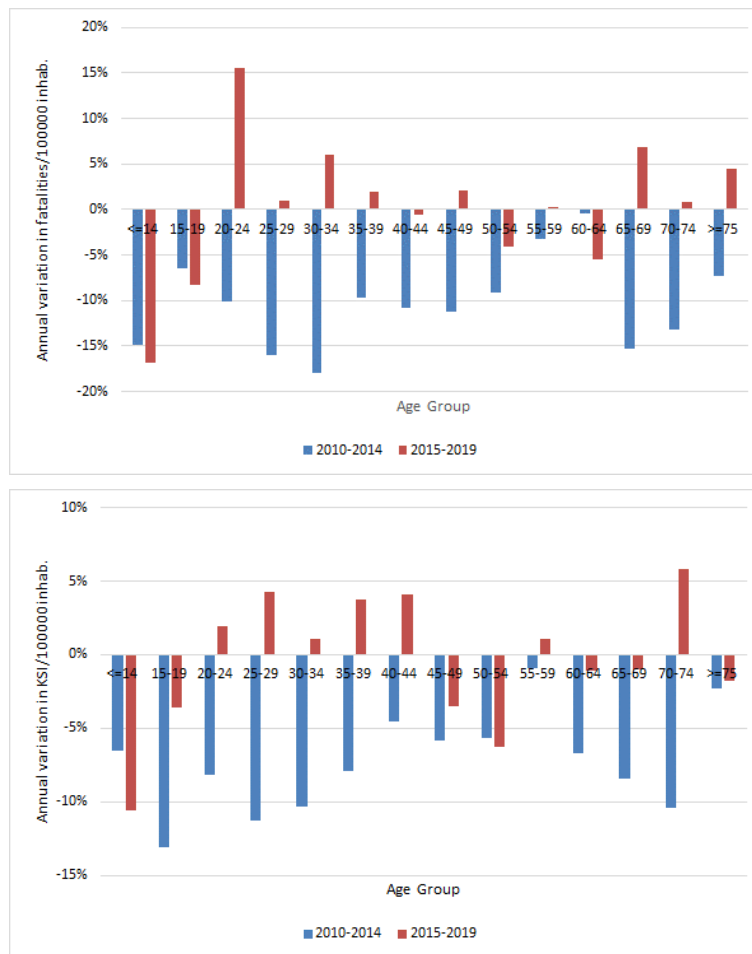 20%
15%
10%
5%
0%
-5%
-10%
-15%
-20%
Annual variation in fatalities/100000 inhab.
<=14 15-19 20-24 25-29 30-34 35-39 40-44 45-49 50-54 55-59 60-64 65-69 70-74 >=75
Age Group
2010-2014 2015-2019
10%
5%
0%
-5%
-10%
-15%
Annual variation in KSI/100000 inhab.
<=14 15-19 20-24 25-29 30-34 35-39 40-44 45-49 50-54 55-59 60-64 65-69 70-74 >=75
Age Group
2010-2014 2015-2019